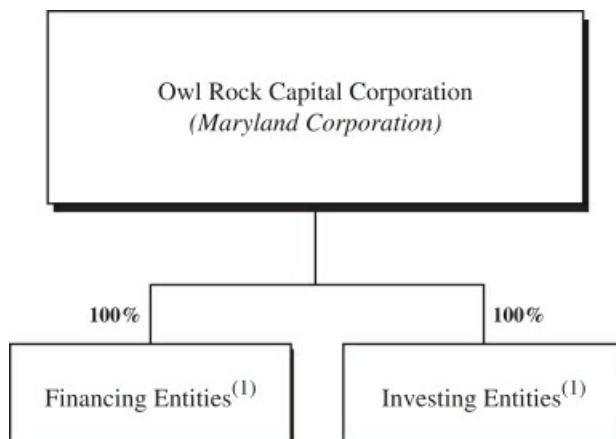 Owl Rock Capital Corporation
(Maryland Corporation)
100%
100%
Financing Entities(1)
Investing Entities(1)